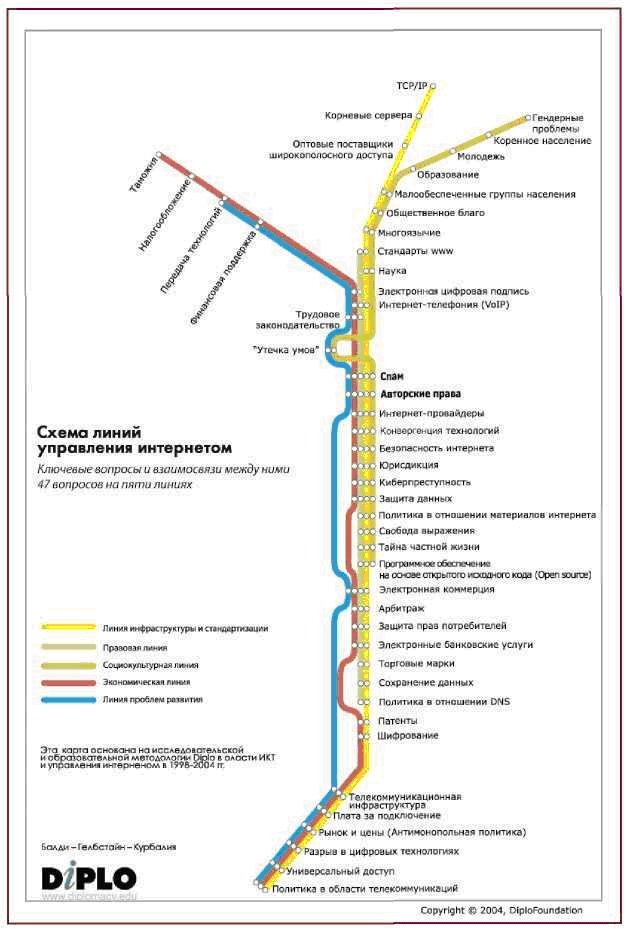 TCP/IP
Корневые сервера
Оптовые поставщики
широкополосного доступа
Гендерные
проблемы
Коренное население
Молодежь
Образование
Малообеспеченные группы населения
Общественное благо
Многоязычие
Стандарты www
Наука
Таможня
Налогообложение
Передача технологий
Финансовая поддержка
Электронная цифровая подпись
Интернет-телефония (VoIP)
Трудовое
законодательство
"Утечка умов"
Спам
Авторские права
Интернет-провайдеры
Конвергенция технологий
Безопасность интернета
Юрисдикция
Киберпреступность
Защита данных
Политика в отношении материалов интернета
Свобода выражения
Тайна частной жизни
Программное обеспечение
на основе открытого исходного кода (Open source)
Электронная коммерция
Арбитраж
Защита прав потребителей
Электронные банковские услуги
Торговые марки
Сохранение данных
Политика в отношении DNS
Патенты
Шифрование
Телекоммуникационная
инфраструктура
Плата за подключение
Рынок и цены (Антимонопольная политика)
Разрыв в цифровых технологиях
Универсальный доступ
Политика в области телекоммуникаций
Схема линий
управления интернетом
Ключевые вопросы и взаимосвязи между ними
47 вопросов на пяти линиях
Линия инфраструктуры и стандартизации
Правовая линия
Социокультурная линия
Экономическая линия
Линия проблем развития
Эта карта основана на исследовательской
и образовательной методологии Diplo в оласти ИКТ
и управления интерненом в 1998-2004 гг.
Балди – Гелбстайн – Курбалия
DiPLO
www.diplomacy.edu
Copyright © 2004, DiploFoundation